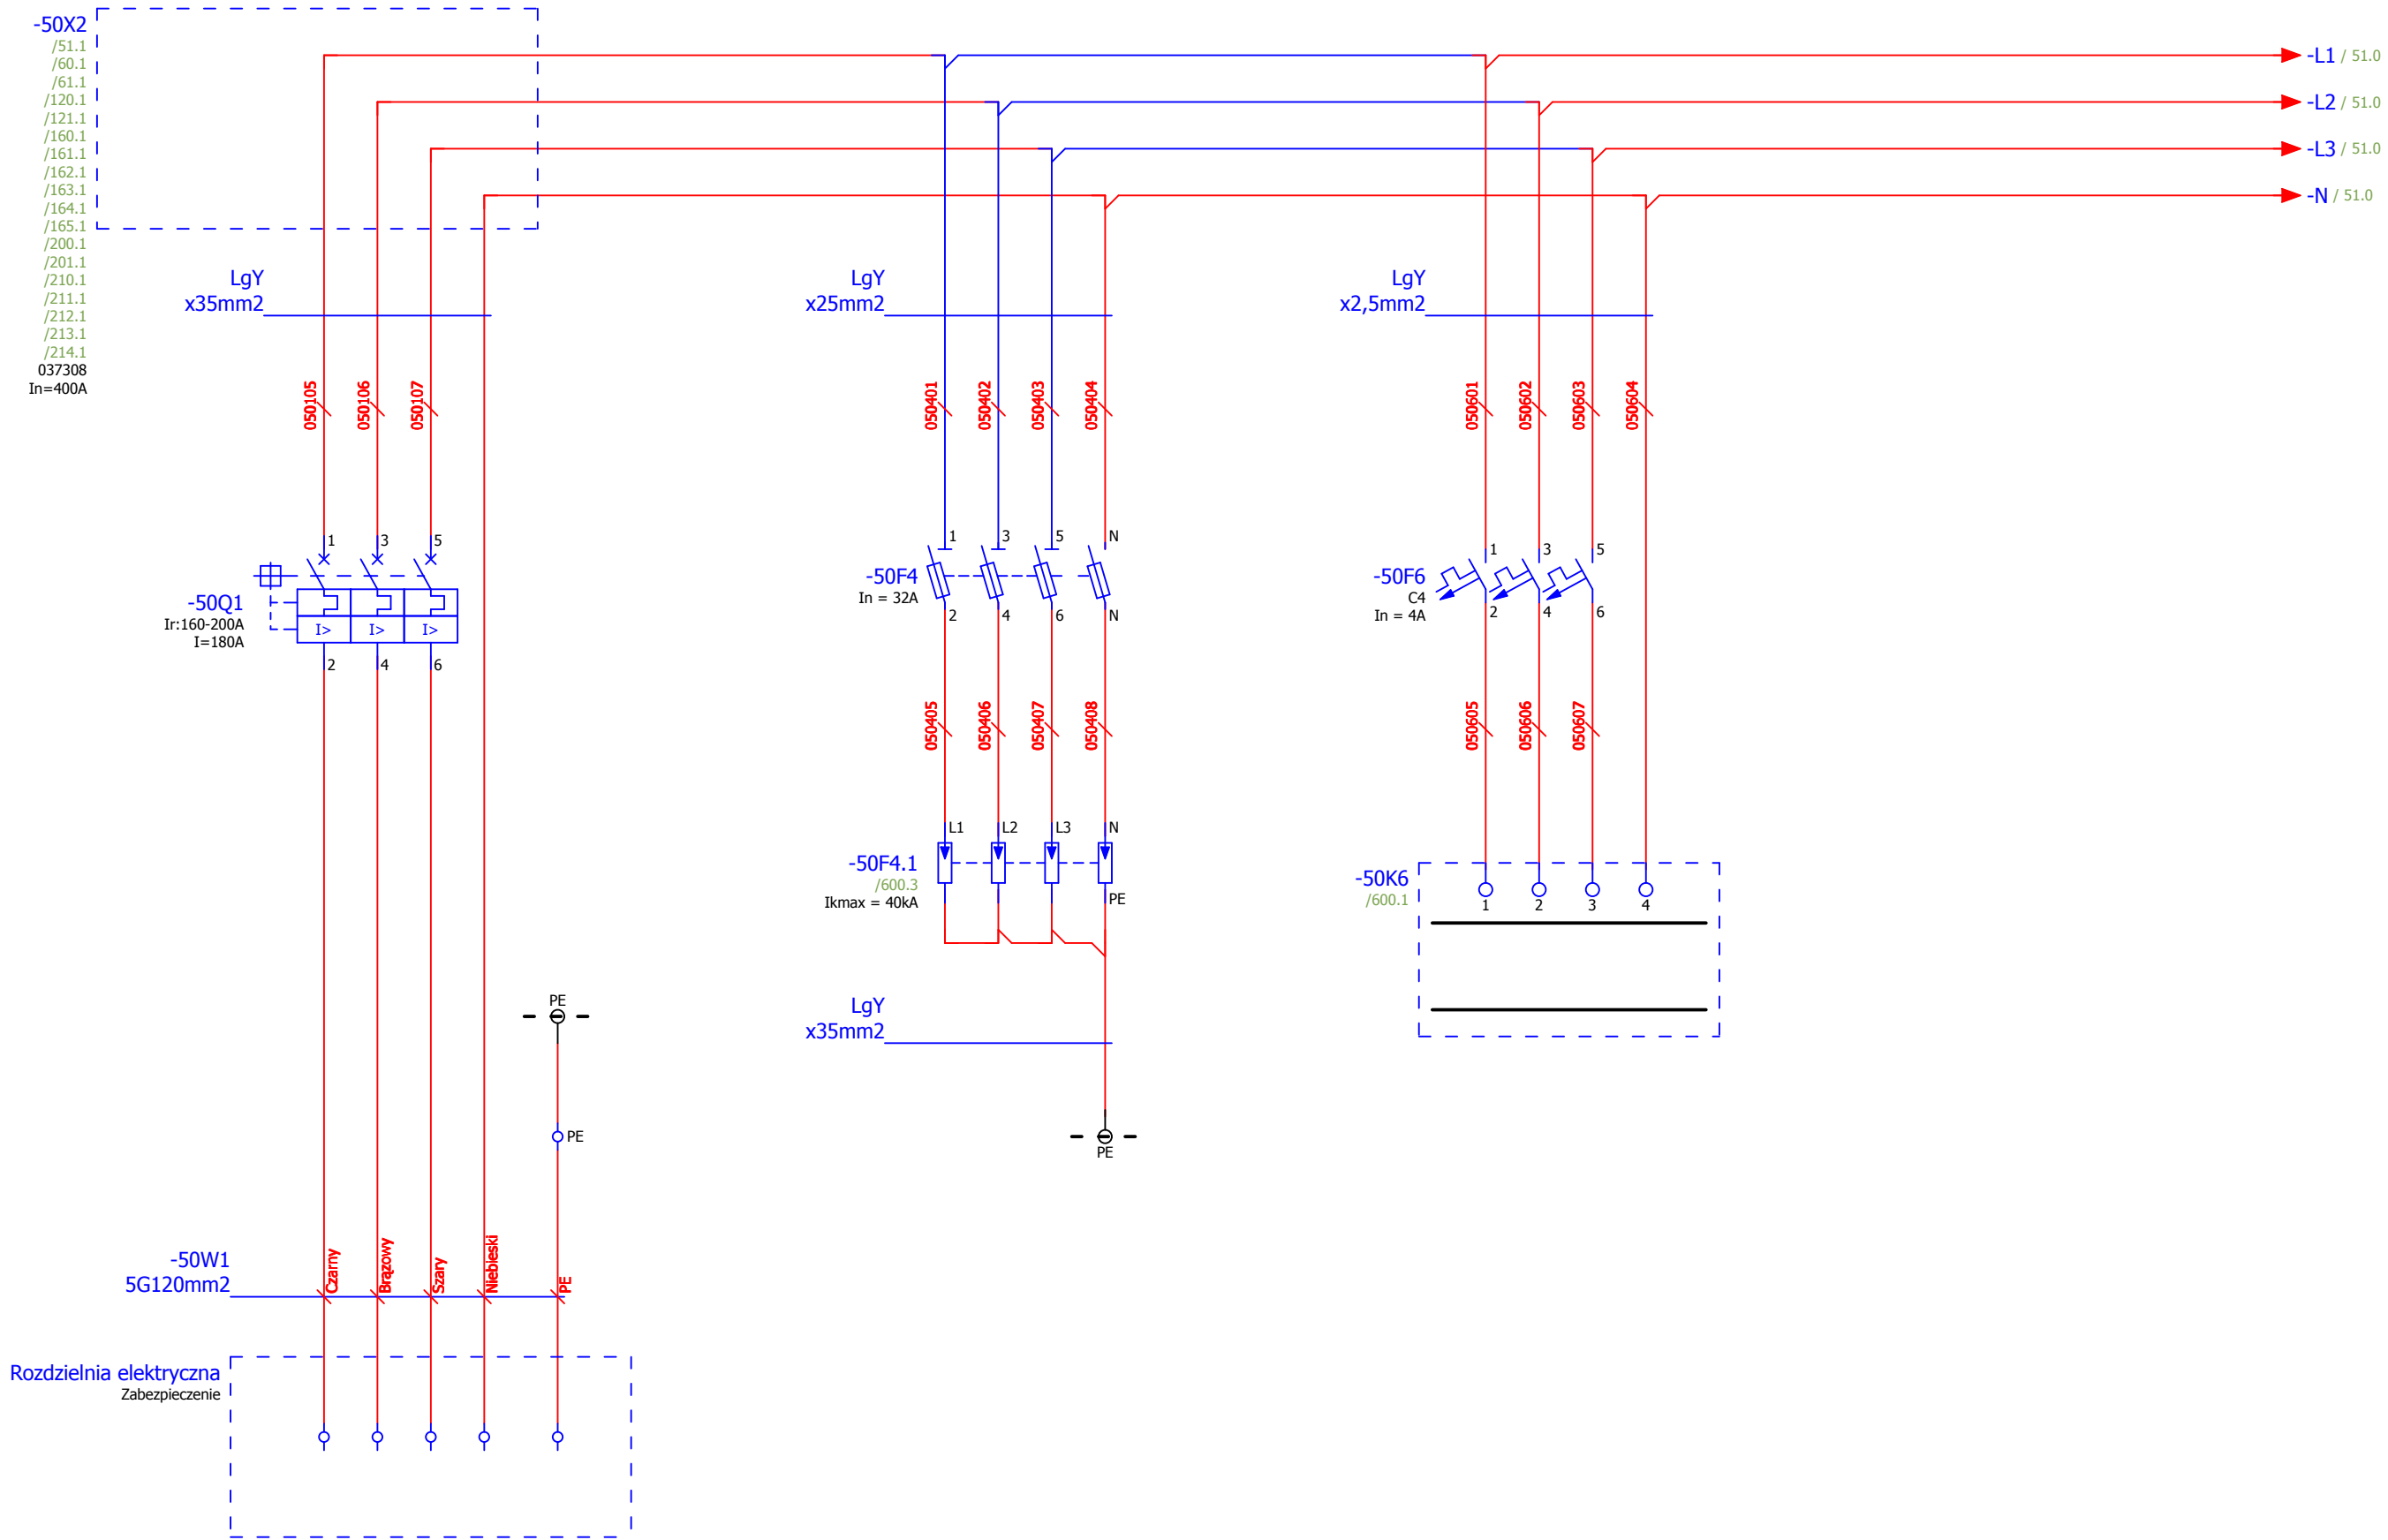 -50X2
/51.1
/60.1
/61.1
/120.1
/121.1
/160.1
/161.1
/162.1
/163.1
/164.1
/165.1
/200.1
/201.1
/210.1
/211.1
/212.1
/213.1
/214.1
037308
In=400A
-L1 / 51.0
-L2 / 51.0
-L3 / 51.0
-N / 51.0
LgY
x35mm2
LgY
x25mm2
LgY
x2,5mm2
050105
050106
050107
050401
050402
050403
050404
050601
050602
050603
050604
-50Q1
Ir:160-200A
I=180A
1
3
5
I>
I>
I>
2
4
6
-50F4
In = 32A
1
3
5
N
2
4
6
N
-50F6
C4
In = 4A
1
3
5
2
4
6
050405
050406
050407
050408
050605
050606
050607
-50F4.1
/600.3
Ikmax = 40kA
L1
L2
L3
N
PE
-50K6
/600.1
1
2
3
4
LgY
x35mm2
PE
PE
PE
-50W1
5G120mm2
Czarny
Brązowy
Szary
Niebieski
PE
Rozdzielnia elektryczna
Zabezpieczenie